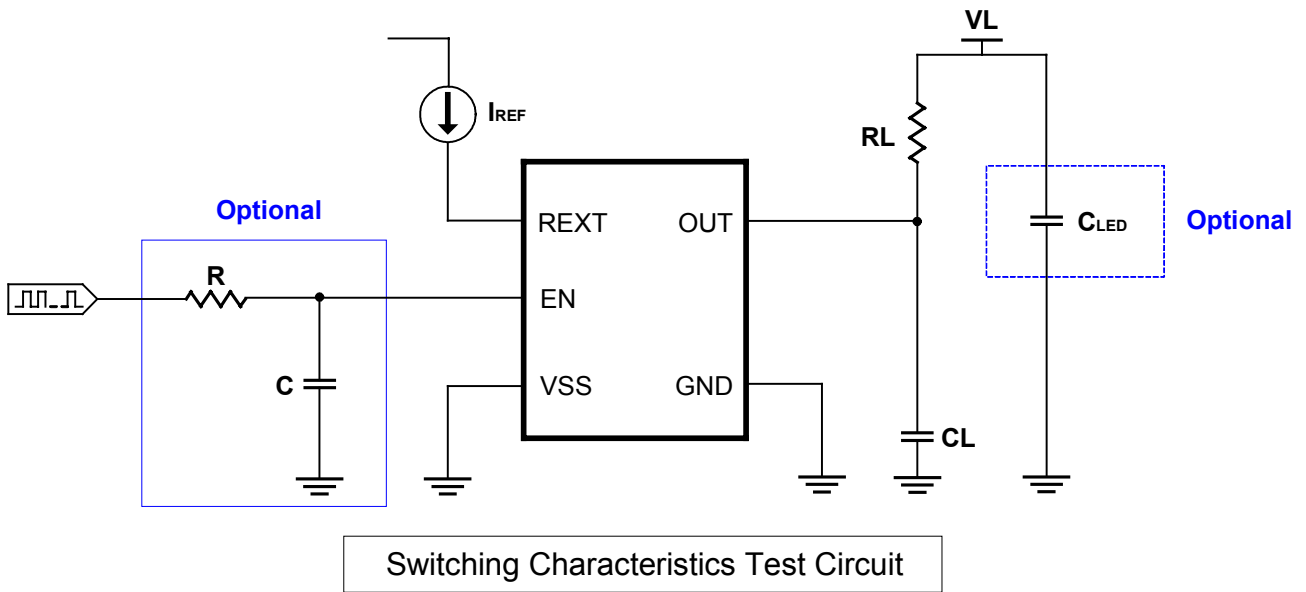 VL
IREF
RL
Optional
REXT
OUT
CLED
Optional
R
EN
C
VSS
GND
CL
Switching Characteristics Test Circuit